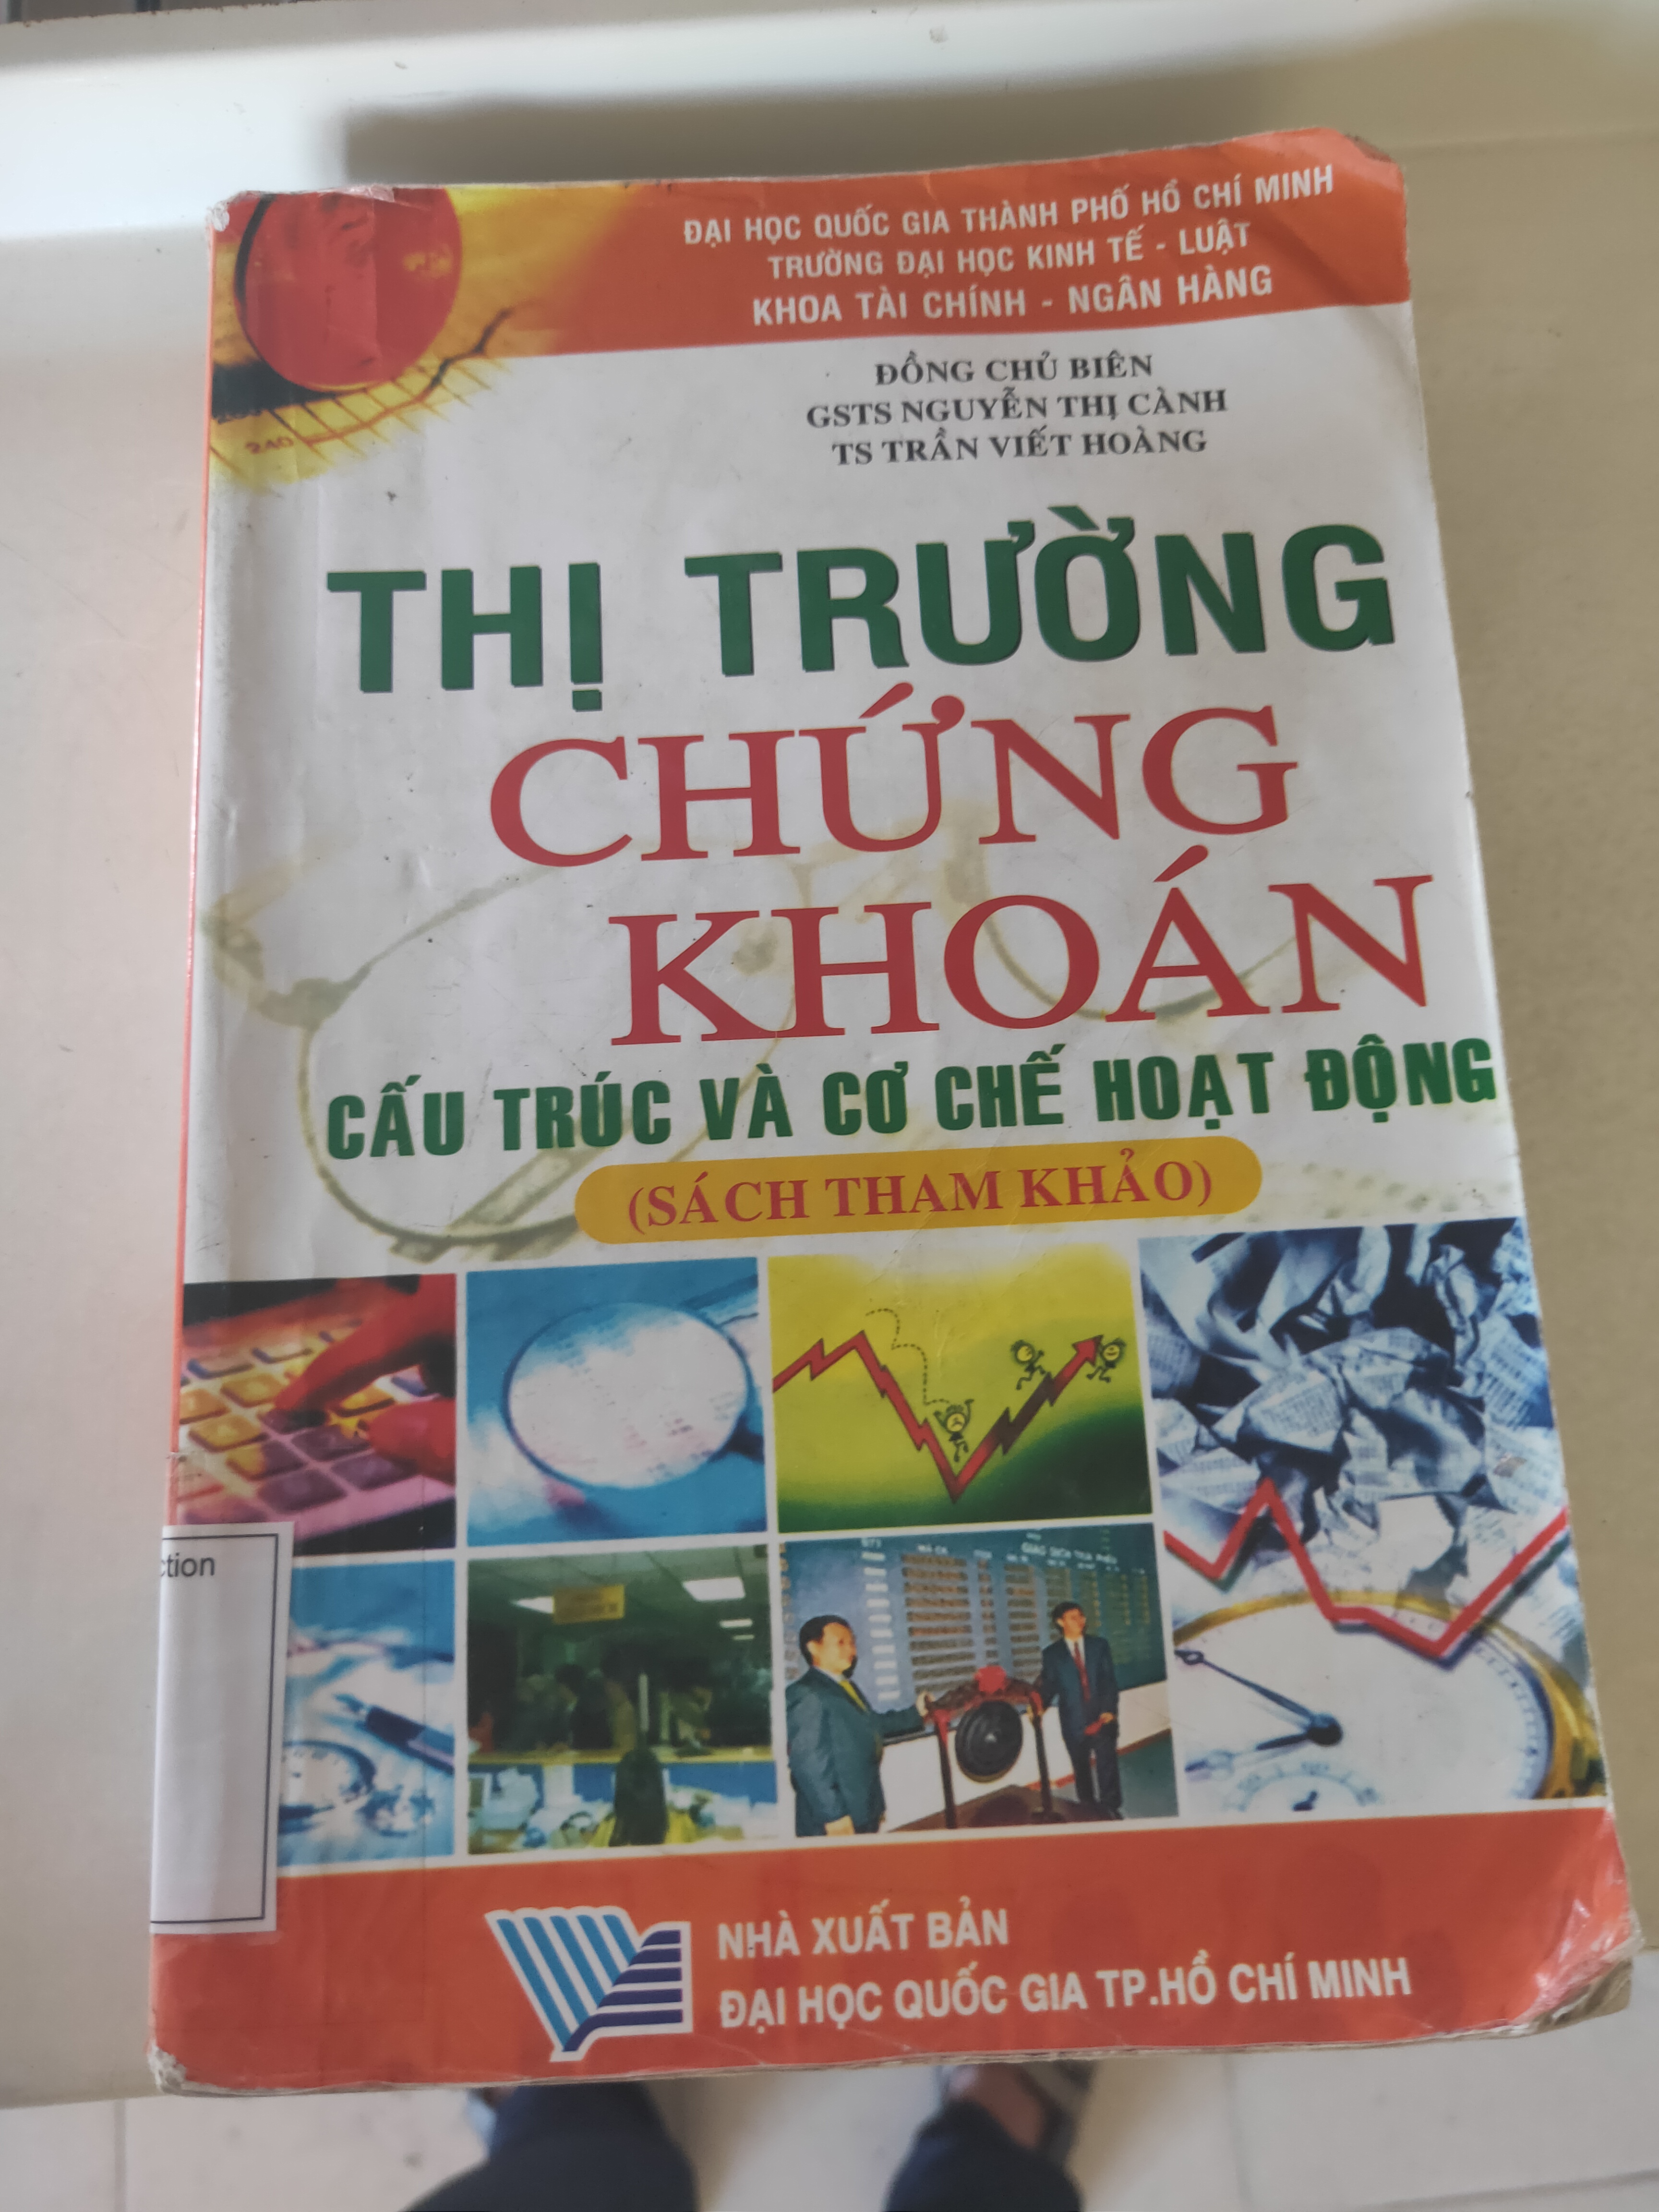 ĐẠI HỌC QUỐC GIA THÀNH PHỐ HỒ CHÍ MINH
TRƯỜNG ĐẠI HỌC KINH TẾ - LUẬT
KHOA TÀI CHÍNH - NGÂN HÀNG
ĐỒNG CHỦ BIÊN
GSTS NGUYỄN THỊ CÀNH
TS TRẦN VIẾT HOÀNG
THỊ TRƯỜNG
CHỨNG
KHOÁN
CẤU TRÚC VÀ CƠ CHẾ HOẠT ĐỘNG
(SÁCH THAM KHẢO)
ction
NHÀ XUẤT BẢN
ĐẠI HỌC QUỐC GIA TP.HỒ CHÍ MINH